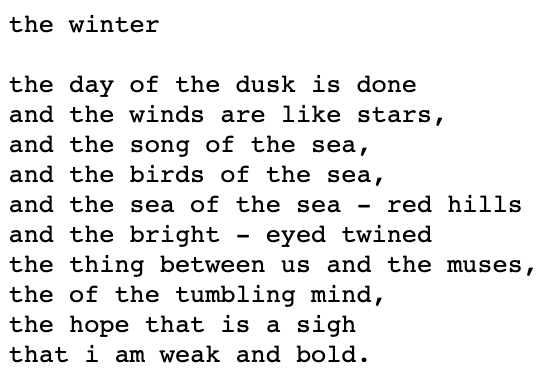 the winter

the day of the dusk is done
and the winds are like stars,
and the song of the sea,
and the birds of the sea,
and the sea of the sea - red hills
and the bright - eyed twined
the thing between us and the muses,
the of the tumbling mind,
the hope that is a sigh
that i am weak and bold.